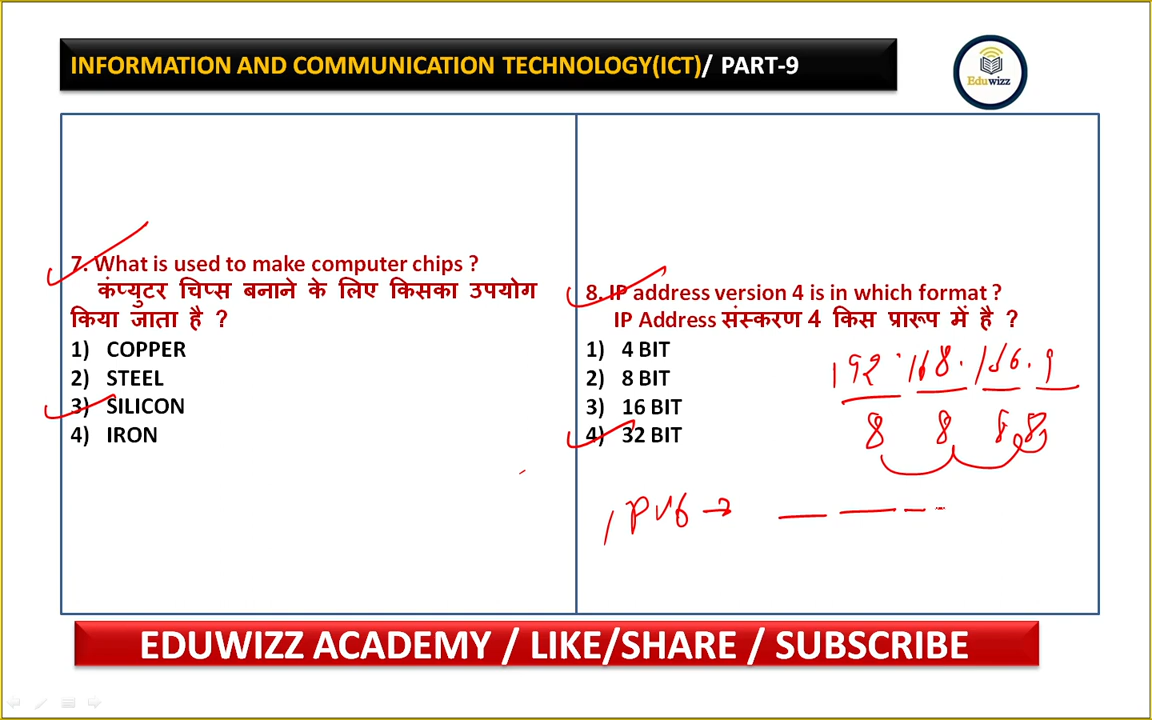 INFORMATION AND COMMUNICATION TECHNOLOGY(ICT)/ PART-9
Eduwizz
7. What is used to make computer chips ?
कंप्युटर चिप्स बनाने के लिए किसका उपयोग
किया जाता है ?
1) COPPER
2) STEEL
3) SILICON
4) IRON
8. IP address version 4 is in which format ?
IP Address संस्करण 4 किस प्रारूप में है ?
1) 4 BIT
2) 8 BIT
3) 16 BIT
4) 32 BIT
192.168.
8 8 8 8
IPV6 →
EDUWIZZ ACADEMY / LIKE/SHARE / SUBSCRIBE